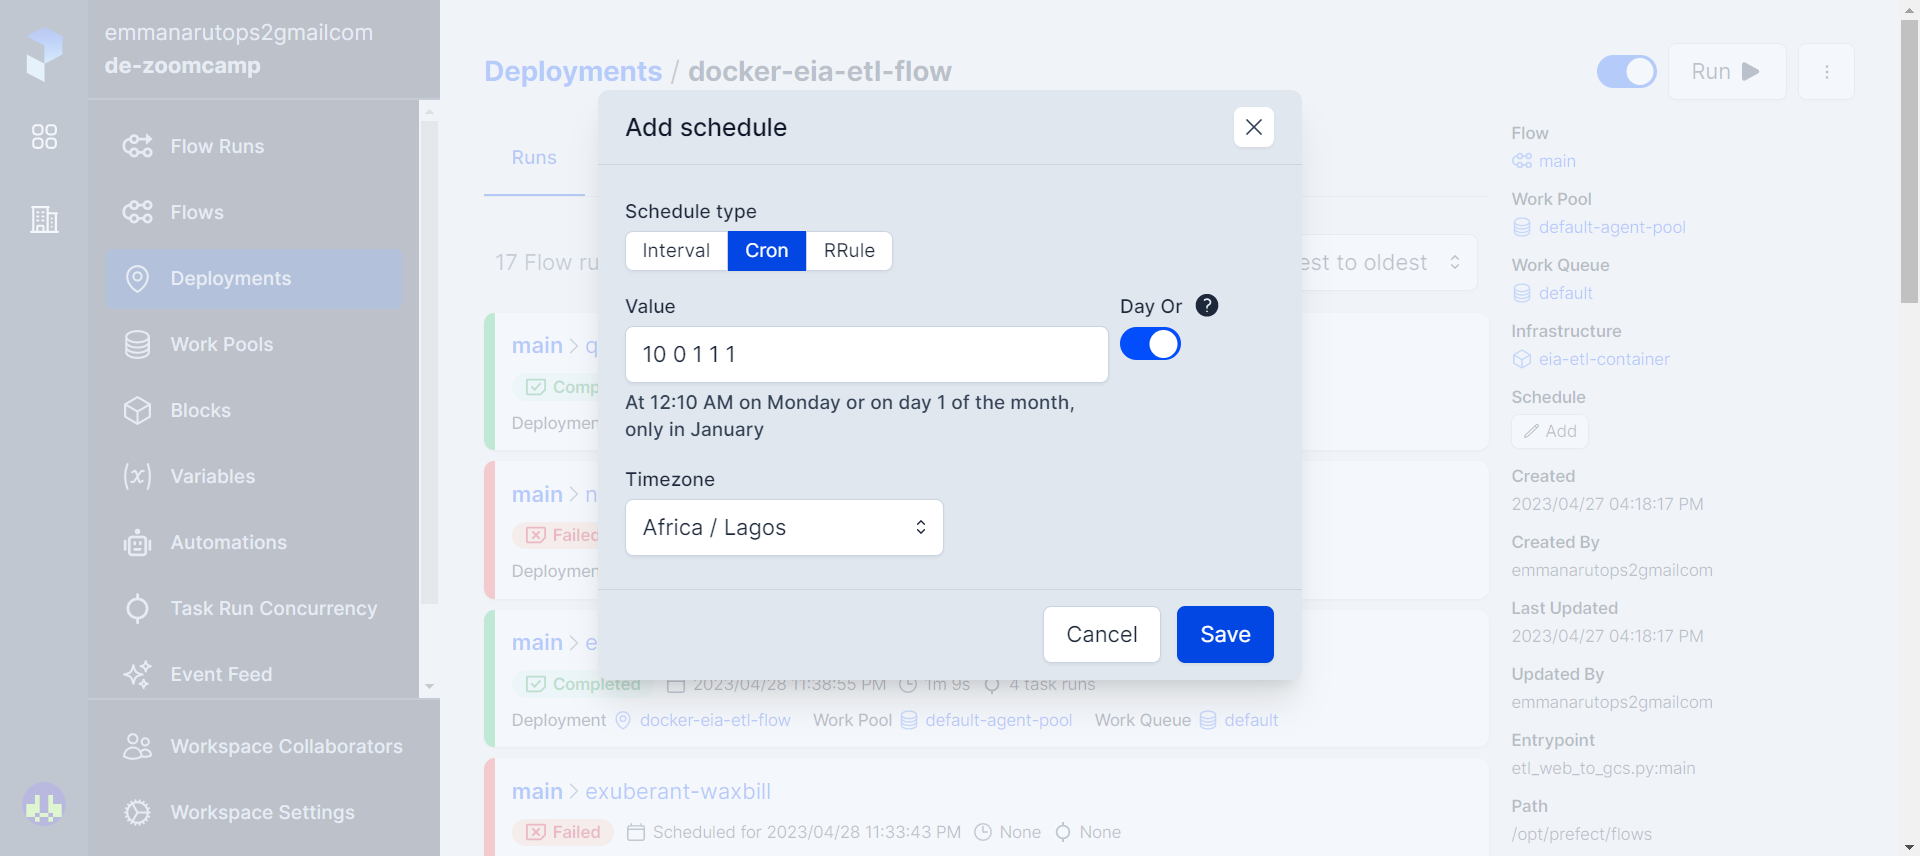 emmanarutops2gmailcom
de-zoomcamp
Flow Runs
Flows
Deployments
Work Pools
Blocks
Variables
Automations
Task Run Concurrency
Event Feed
Workspace Collaborators
Workspace Settings
Deployments / docker-eia-etl-flow
Run
Runs
17 Flow
to oldest
Add schedule
Schedule type
Interval Cron RRule
Value
Day Or ?
10 0 1 1 1
At 12:10 AM on Monday or on day 1 of the month,
only in January
Timezone
Africa / Lagos
Cancel Save
main >
main >
Failed
main >
Completed 2023/04/28 11:38:55 PM 1m 9s 4 task runs
Deployment docker-eia-etl-flow Work Pool default-agent-pool Work Queue default
main > exuberant-waxbill
Failed Scheduled for 2023/04/28 11:33:43 PM None None
Flow
main
Work Pool
default-agent-pool
Work Queue
default
Infrastructure
eia-etl-container
Schedule
Add
Created
2023/04/27 04:18:17 PM
Created By
emmanarutops2gmailcom
Last Updated
2023/04/27 04:18:17 PM
Updated By
emmanarutops2gmailcom
Entrypoint
etl_web_to_gcs.py:main
Path
/opt/prefect/flows